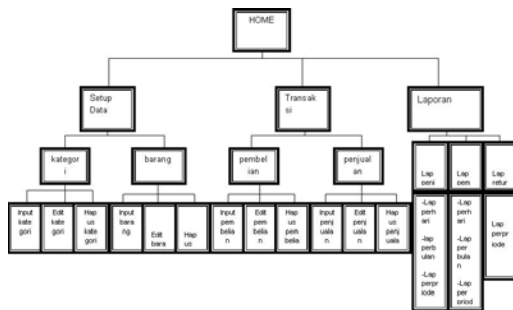 HOME
Setup
Data
Transak
si
Laporan
kategor
i
barang
pembel
ian
penjual
an
Lap
penj
Lap
pem
Lap
retur
Input
kate
gori
Edit
kate
gori
Hap
us
kate
gori
Input
bara
ng
Edit
bara
Hap
us
Input
pem
belia
n
Edit
pem
belia
n
Hap
us
pem
belia
Input
penj
ualan
Edit
penj
ualan
Hap
us
penj
uala
-Lap
perh
ari
-lap
perb
ulan
-Lap
perpr
iode
-Lap
perh
ari
-Lap
per
bula
n
-Lap
per
priod
Lap
perpr
iode